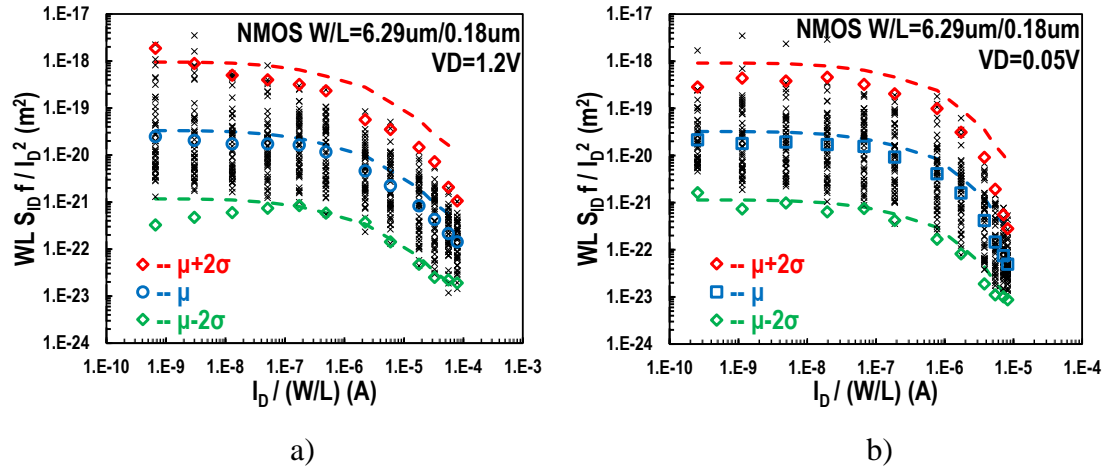 NMOS W/L=6.29um/0.18um
VD=1.2V
WL S_ID f / I_D^2 (m^2)
1.E-17
1.E-18
1.E-19
1.E-20
1.E-21
1.E-22
1.E-23
1.E-24
-- μ+2σ
-- μ
-- μ-2σ
1.E-10 1.E-9 1.E-8 1.E-7 1.E-6 1.E-5 1.E-4 1.E-3
I_D / (W/L) (A)
a)
NMOS W/L=6.29um/0.18um
VD=0.05V
WL S_ID f / I_D^2 (m^2)
1.E-17
1.E-18
1.E-19
1.E-20
1.E-21
1.E-22
1.E-23
1.E-24
-- μ+2σ
-- μ
-- μ-2σ
1.E-10 1.E-9 1.E-8 1.E-7 1.E-6 1.E-5 1.E-4
I_D / (W/L) (A)
b)